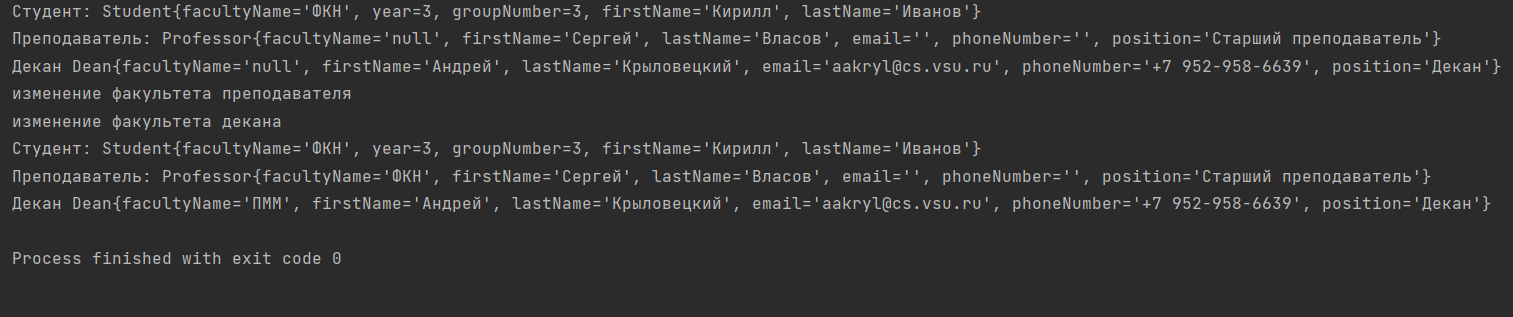 Студент: Student{facultyName='ФКН', year=3, groupNumber=3, firstName='Кирилл', lastName='Иванов'}
Преподаватель: Professor{facultyName='null', firstName='Сергей', lastName='Власов', email='', phoneNumber='', position='Старший преподаватель'}
Декан Dean{facultyName='null', firstName='Андрей', lastName='Крыловецкий', email='aakryl@cs.vsu.ru', phoneNumber='+7 952-958-6639', position='Декан'}
изменение факультета преподавателя
изменение факультета декана
Студент: Student{facultyName='ФКН', year=3, groupNumber=3, firstName='Кирилл', lastName='Иванов'}
Преподаватель: Professor{facultyName='ФКН', firstName='Сергей', lastName='Власов', email='', phoneNumber='', position='Старший преподаватель'}
Декан Dean{facultyName='ПММ', firstName='Андрей', lastName='Крыловецкий', email='aakryl@cs.vsu.ru', phoneNumber='+7 952-958-6639', position='Декан'}
Process finished with exit code 0